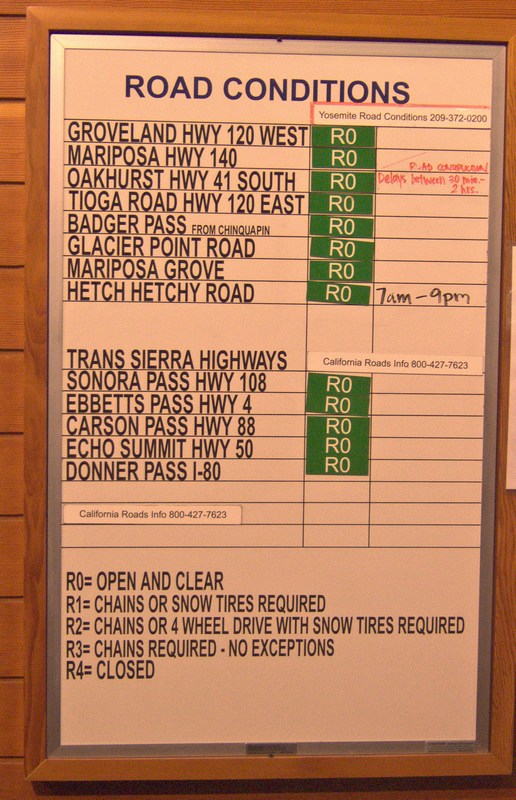 ROAD CONDITIONS
Yosemite Road Conditions 209-372-0200
GROVELAND HWY 120 WEST R0
MARIPOSA HWY 140 R0
ROAD CONSTRUCTION
OAKHURST HWY 41 SOUTH R0 Delays between 30 min.-
2 hrs.
TIOGA ROAD HWY 120 EAST R0
BADGER PASS FROM CHINQUAPIN R0
GLACIER POINT ROAD R0
MARIPOSA GROVE R0
HETCH HETCHY ROAD R0 7am - 9pm
TRANS SIERRA HIGHWAYS California Roads Info 800-427-7623
SONORA PASS HWY 108 R0
EBBETTS PASS HWY 4 R0
CARSON PASS HWY 88 R0
ECHO SUMMIT HWY 50 R0
DONNER PASS I-80 R0
California Roads Info 800-427-7623
R0= OPEN AND CLEAR
R1= CHAINS OR SNOW TIRES REQUIRED
R2= CHAINS OR 4 WHEEL DRIVE WITH SNOW TIRES REQUIRED
R3= CHAINS REQUIRED - NO EXCEPTIONS
R4= CLOSED